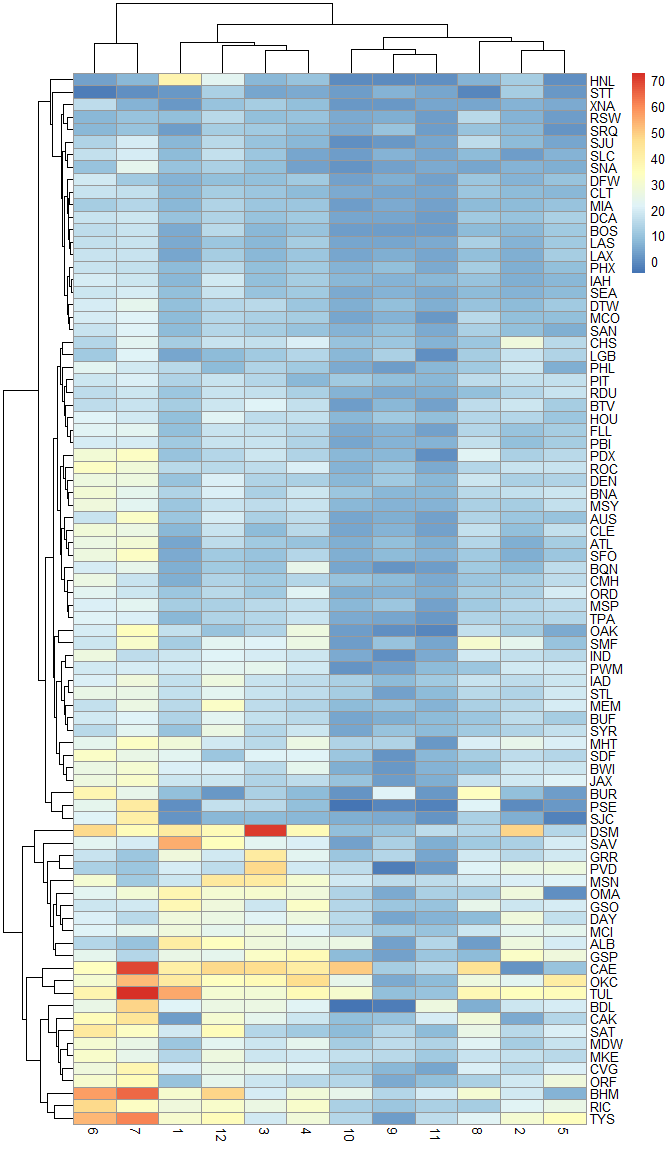 HNL
STT
XNA
RSW
SRQ
SJU
SLC
SNA
DFW
CLT
MIA
DCA
BOS
LAS
LAX
PHX
IAH
SEA
DTW
MCO
SAN
CHS
LGB
PHL
PIT
RDU
BTV
HOU
FLL
PBI
PDX
ROC
DEN
BNA
MSY
AUS
CLE
ATL
SFO
BQN
CMH
ORD
MSP
TPA
OAK
SMF
IND
PWM
IAD
STL
MEM
BUF
SYR
MHT
SDF
BWI
JAX
BUR
PSE
SJC
DSM
SAV
GRR
PVD
MSN
OMA
GSO
DAY
MCI
ALB
GSP
CAE
OKC
TUL
BDL
CAK
SAT
MDW
MKE
CVG
ORF
BHM
RIC
TYS
6 7 1 12 3 4 10 9 11 8 2 5
70
60
50
40
30
20
10
0